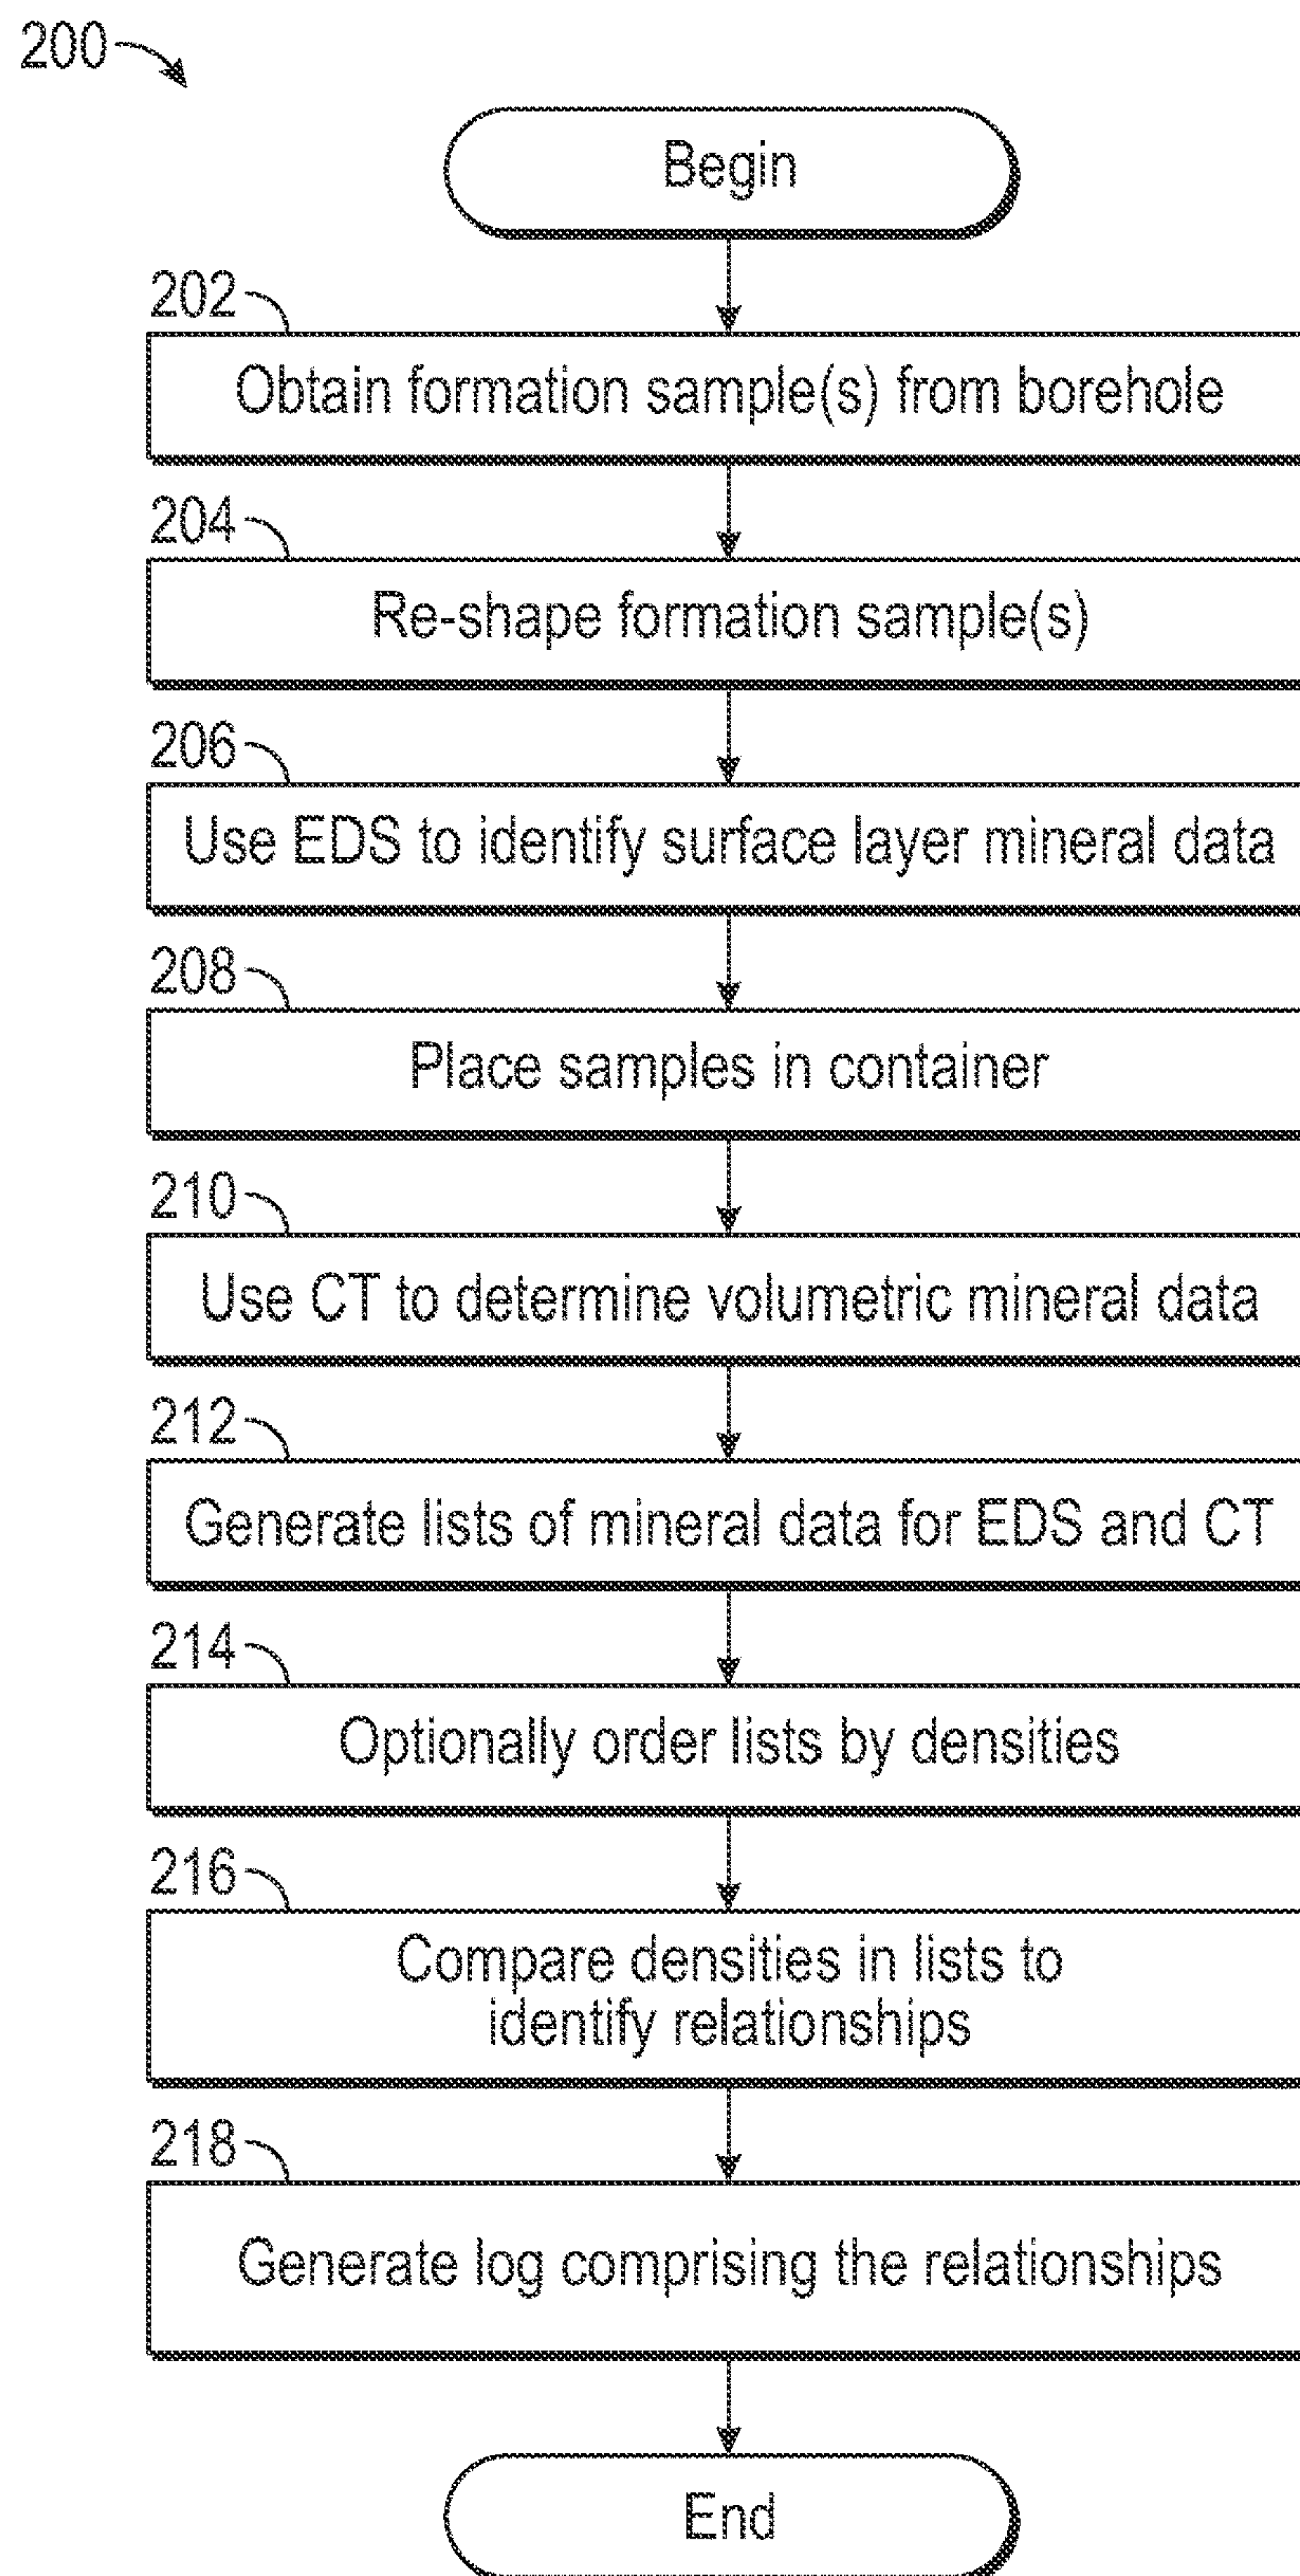 200
Begin
202
Obtain formation sample(s) from borehole
204
Re-shape formation sample(s)
206
Use EDS to identify surface layer mineral data
208
Place samples in container
210
Use CT to determine volumetric mineral data
212
Generate lists of mineral data for EDS and CT
214
Optionally order lists by densities
216
Compare densities in lists to
identify relationships
218
Generate log comprising the relationships
End